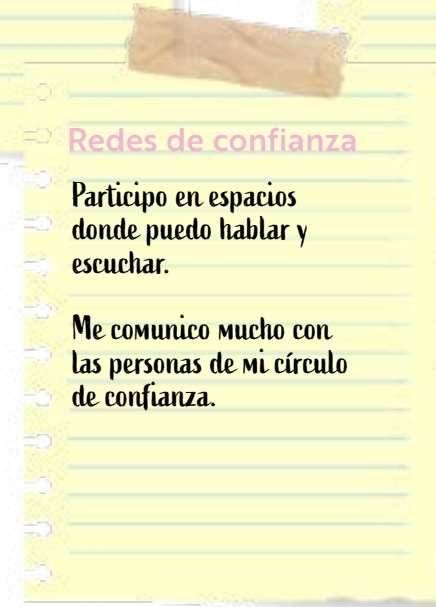 Redes de confianza
Participo en espacios
donde puedo hablar y
escuchar.
Me comunico mucho con
las personas de mi círculo
de confianza.